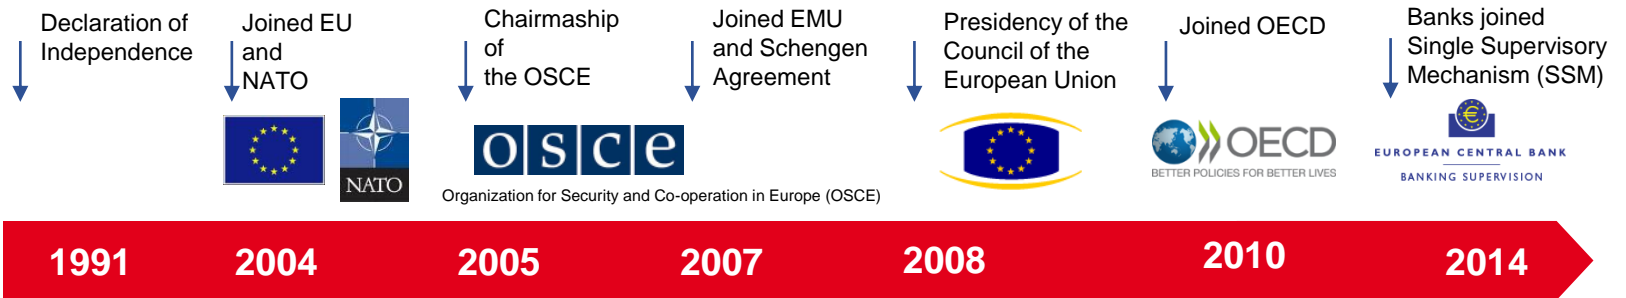 Declaration of
Independence
Joined EU
and
NATO
Chairmaship
of
the OSCE
Joined EMU
and Schengen
Agreement
Presidency of the
Council of the
European Union
Joined OECD
Banks joined
Single Supervisory
Mechanism (SSM)
NATO
osce
Organization for Security and Co-operation in Europe (OSCE)
OECD
BETTER POLICIES FOR BETTER LIVES
€
EUROPEAN CENTRAL BANK
BANKING SUPERVISION
1991
2004
2005
2007
2008
2010
2014